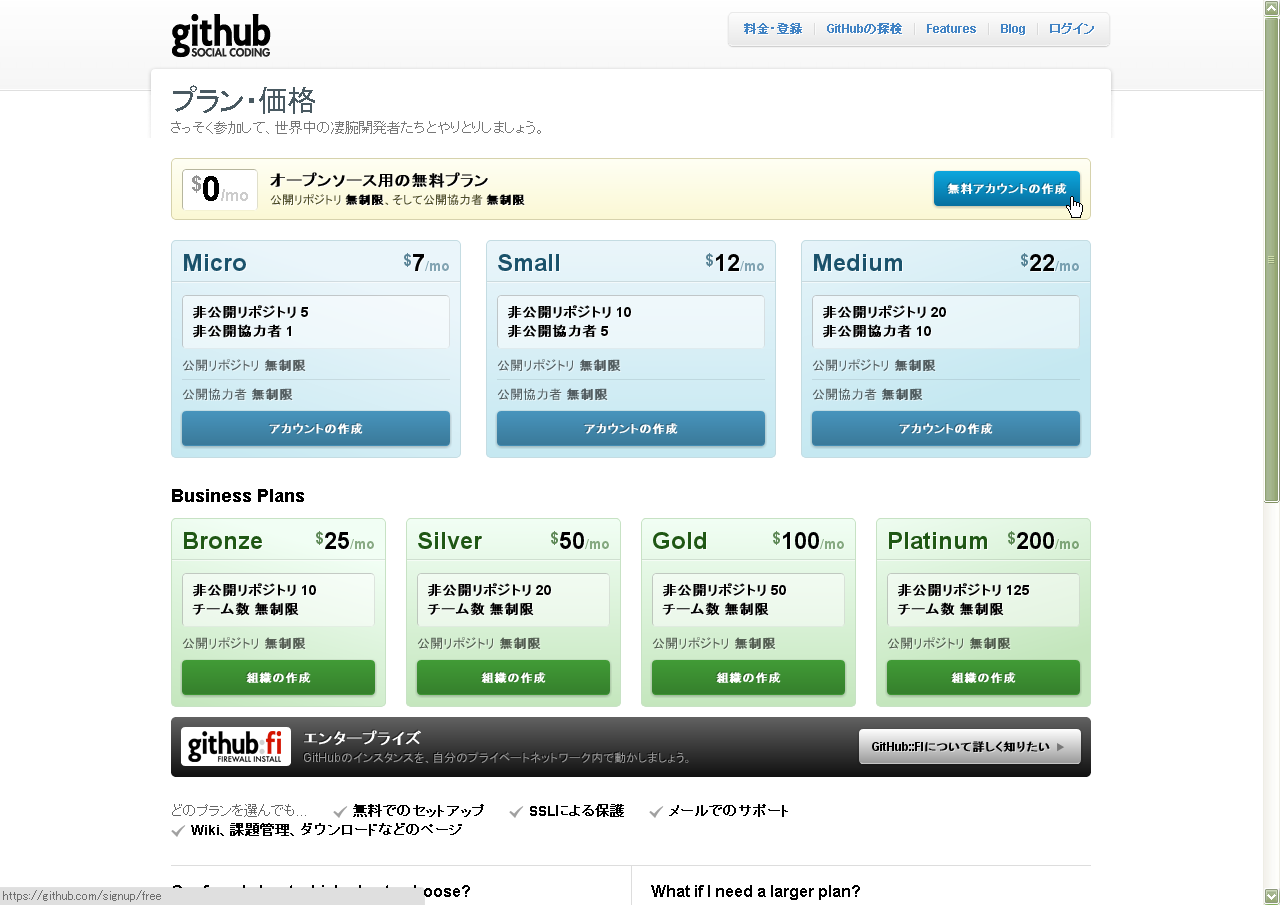 github
SOCIAL CODING
料金・登録 GitHubの探検 Features Blog ログイン
プラン・価格
さっそく参加して、世界中の凄腕開発者たちとやりとりしましょう。
$0/mo
オープンソース用の無料プラン
公開リポジトリ 無制限、そして公開協力者 無制限
無料アカウントの作成
Micro $7/mo
非公開リポジトリ 5
非公開協力者 1
公開リポジトリ 無制限
公開協力者 無制限
アカウントの作成
Small $12/mo
非公開リポジトリ 10
非公開協力者 5
公開リポジトリ 無制限
公開協力者 無制限
アカウントの作成
Medium $22/mo
非公開リポジトリ 20
非公開協力者 10
公開リポジトリ 無制限
公開協力者 無制限
アカウントの作成
Business Plans
Bronze $25/mo
非公開リポジトリ 10
チーム数 無制限
公開リポジトリ 無制限
組織の作成
Silver $50/mo
非公開リポジトリ 20
チーム数 無制限
公開リポジトリ 無制限
組織の作成
Gold $100/mo
非公開リポジトリ 50
チーム数 無制限
公開リポジトリ 無制限
組織の作成
Platinum $200/mo
非公開リポジトリ 125
チーム数 無制限
公開リポジトリ 無制限
組織の作成
github:fi
FIREWALL INSTALL
エンタープライズ
GitHubのインスタンスを、自分のプライベートネットワーク内で動かしましょう。
GitHub::FIについて詳しく知りたい
どのプランを選んでも... 無料でのセットアップ SSLによる保護 メールでのサポート
Wiki、課題管理、ダウンロードなどのページ
What if I need a larger plan?
https://github.com/signup/free